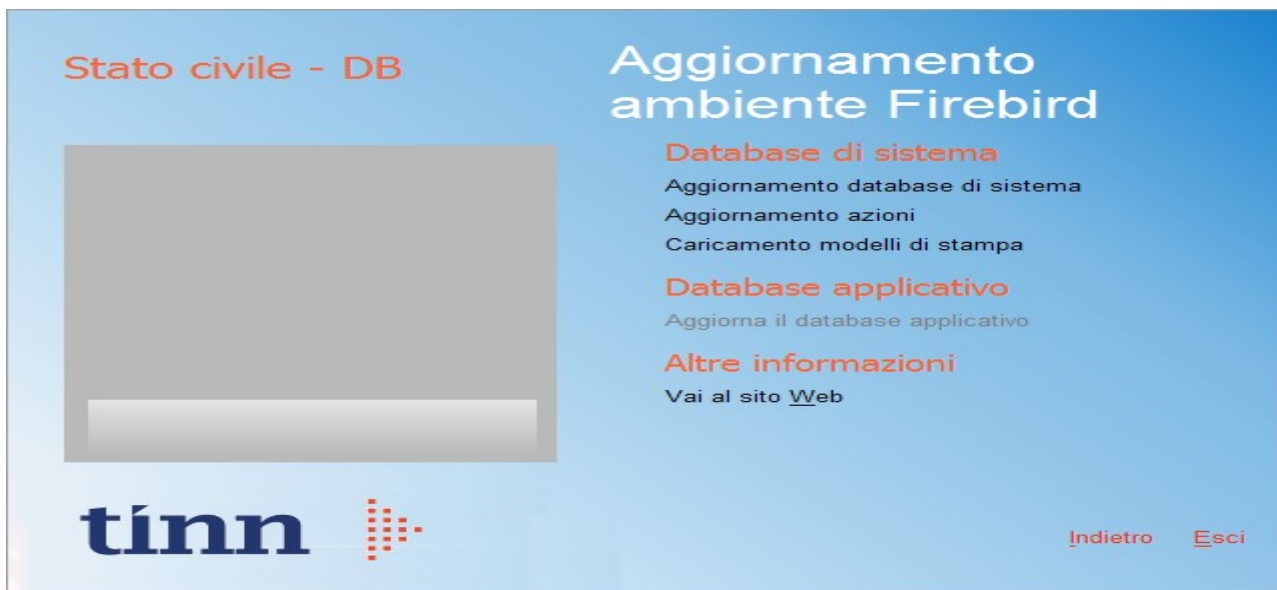 Stato civile - DB
Aggiornamento
ambiente Firebird
Database di sistema
Aggiornamento database di sistema
Aggiornamento azioni
Caricamento modelli di stampa
Database applicativo
Aggiorna il database applicativo
Altre informazioni
Vai al sito Web
tinn
Indietro Esci